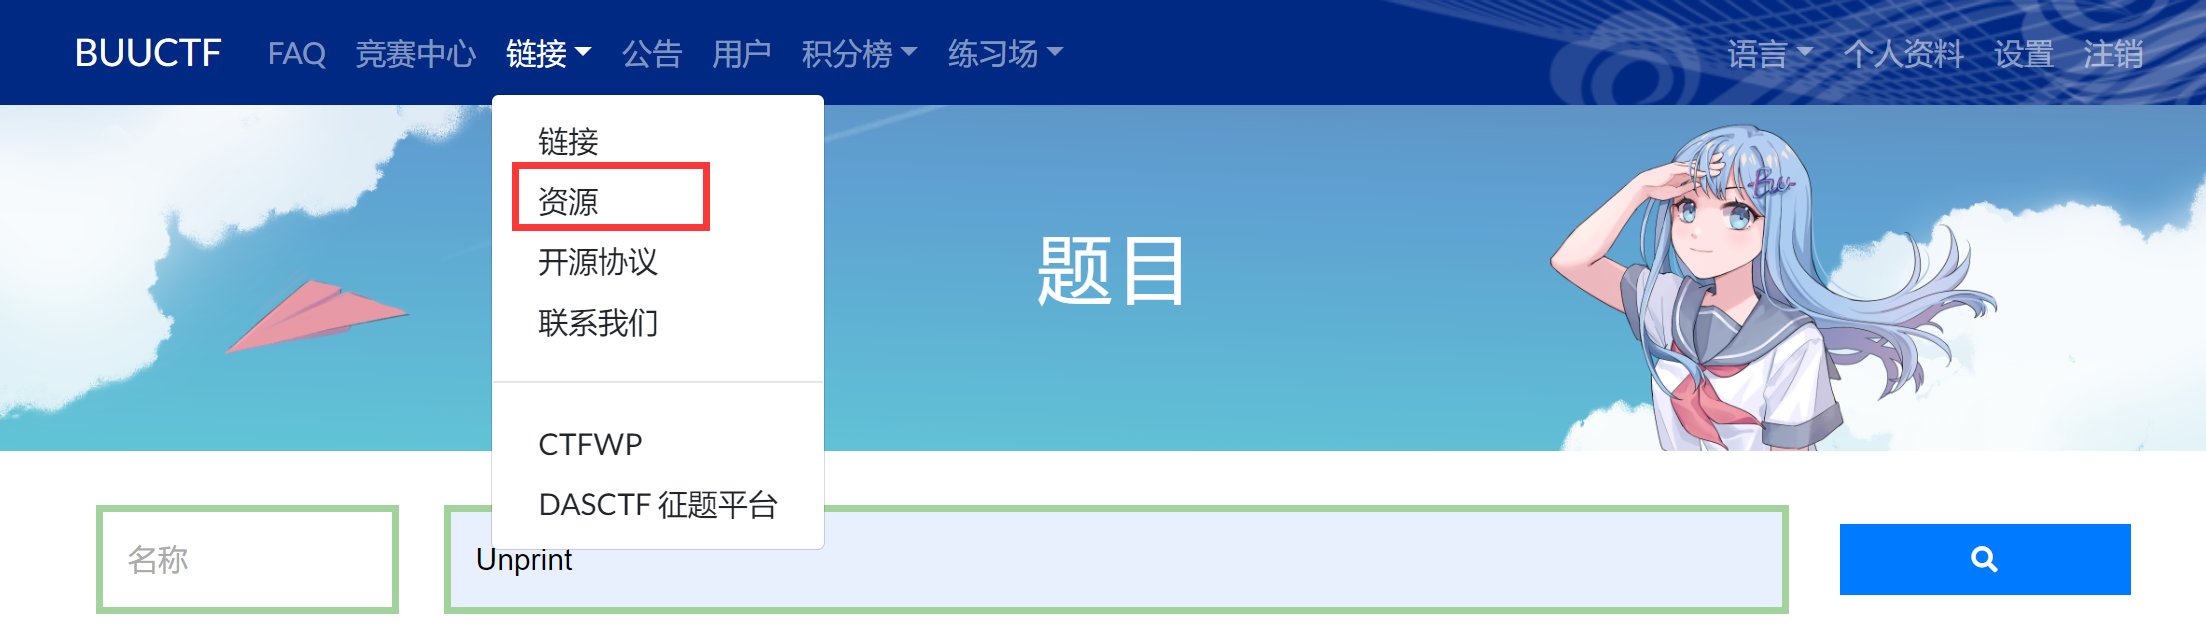 BUUCTF FAQ 竞赛中心 链接 公告 用户 积分榜 练习场 语言 个人资料 设置 注销
链接
资源
开源协议
联系我们
CTFWP
DASCTF 征题平台
题目
Buu
名称
Unprint